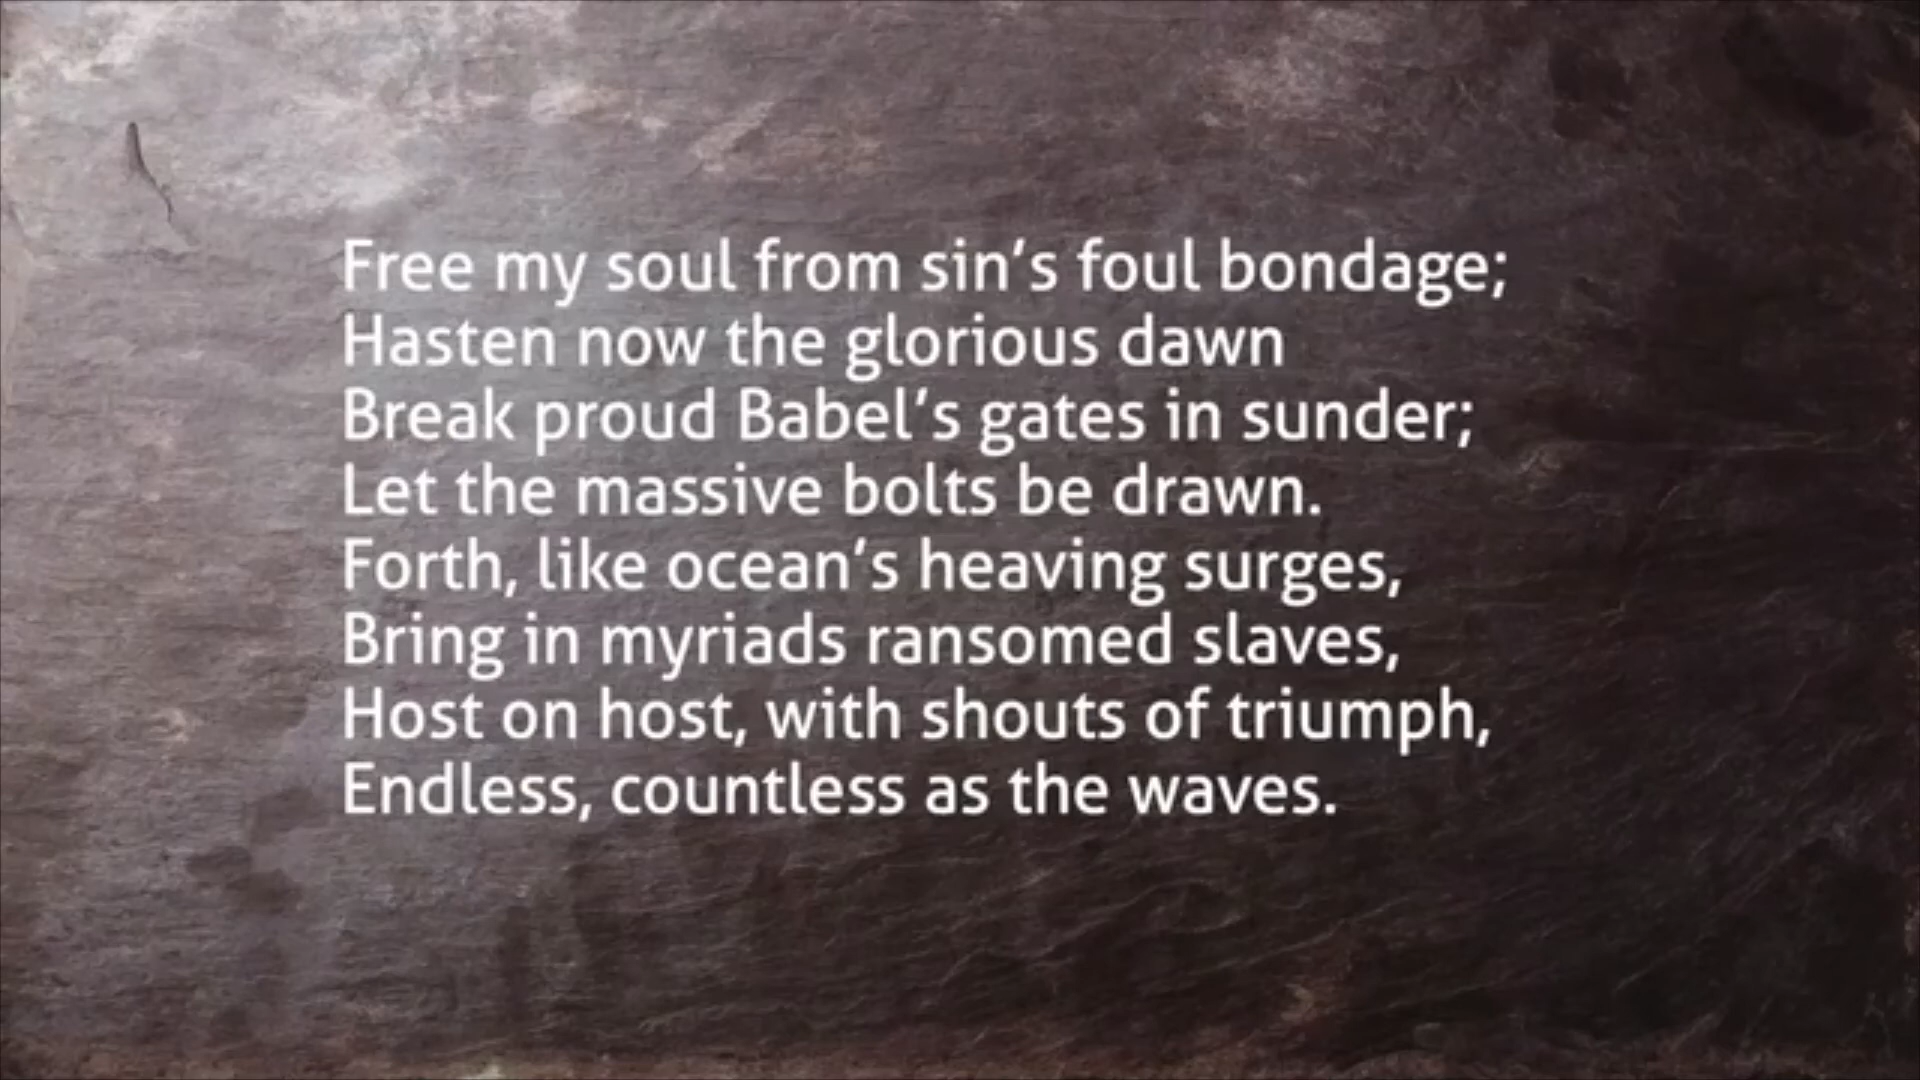 Free my soul from sin’s foul bondage;
Hasten now the glorious dawn
Break proud Babel’s gates in sunder;
Let the massive bolts be drawn.
Forth, like ocean’s heaving surges,
Bring in myriads ransomed slaves,
Host on host, with shouts of triumph,
Endless, countless as the waves.